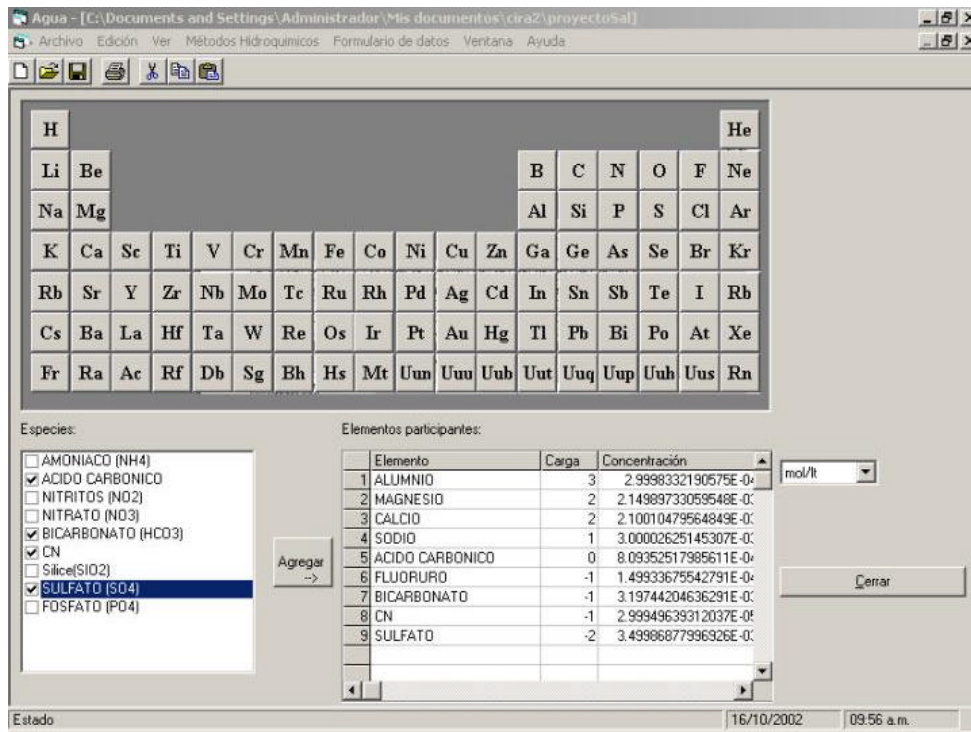 Agua - [C:\Documents and Settings\Administrador\Mis documentos\cira2\proyectoSal]
Archivo Edición Ver Métodos Hidroquimicos Formulario de datos Ventana Ayuda
H He
Li Be B C N O F Ne
Na Mg Al Si P S Cl Ar
K Ca Sc Ti V Cr Mn Fe Co Ni Cu Zn Ga Ge As Se Br Kr
Rb Sr Y Zr Nb Mo Tc Ru Rh Pd Ag Cd In Sn Sb Te I Rb
Cs Ba La Hf Ta W Re Os Ir Pt Au Hg Tl Pb Bi Po At Xe
Fr Ra Ac Rf Db Sg Bh Hs Mt Uun Uuu Uub Uut Uuq Uup Uuh Uus Rn
Especies:
AMONIACO (NH4)
ACIDO CARBONICO
NITRITOS (NO2)
NITRATO (NO3)
BICARBONATO (HCO3)
CN
Silice(SIO2)
SULFATO (SO4)
FOSFATO (PO4)
Agregar
-->
Elementos participantes:
Elemento Carga Concentración
1 ALUMNIO 3 2.9998332190575E-04
2 MAGNESIO 2 2.14989733059548E-03
3 CALCIO 2 2.10010479564849E-03
4 SODIO 1 3.00002625145307E-03
5 ACIDO CARBONICO 0 8.09352517985611E-04
6 FLUORURO -1 1.49933675542791E-04
7 BICARBONATO -1 3.19744204636291E-03
8 CN -1 2.99949639312037E-05
9 SULFATO -2 3.49986877996926E-03
mol/lt
Cerrar
Estado 16/10/2002 09:56 a.m.